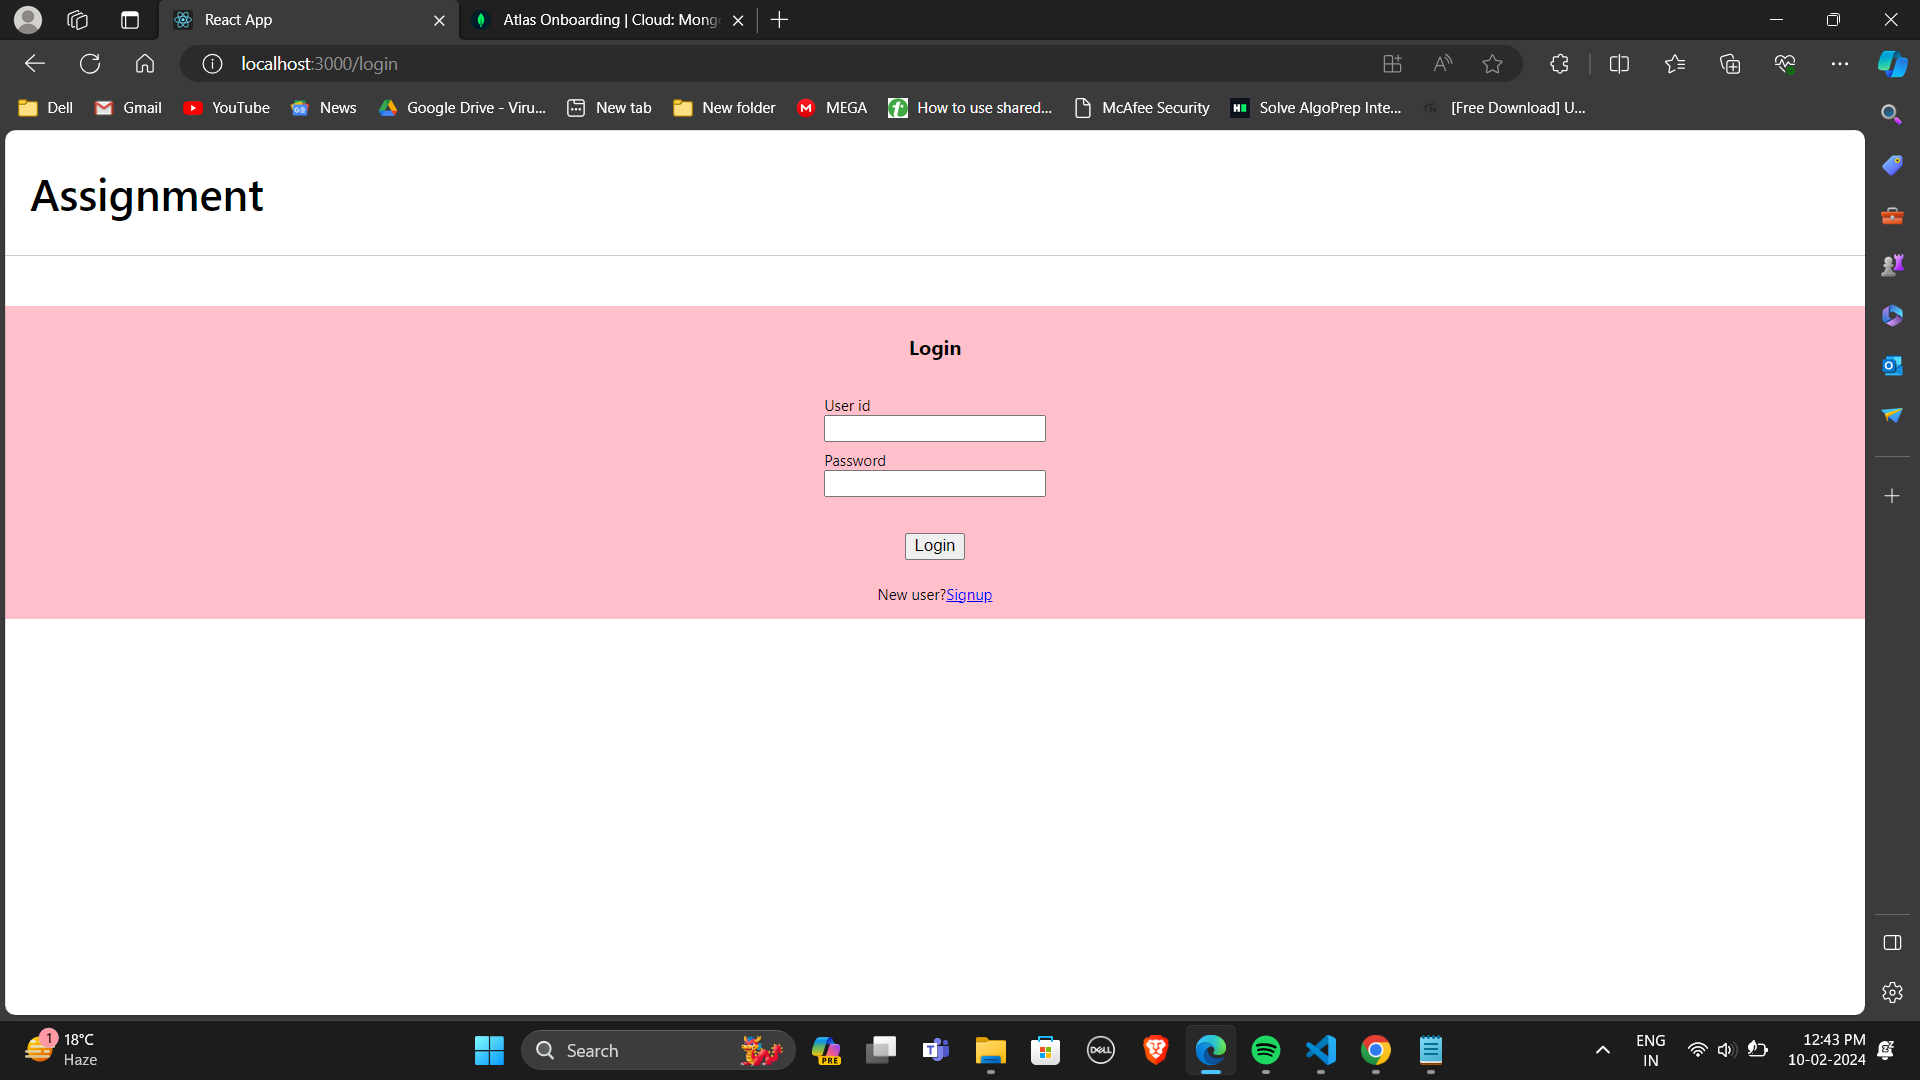 React App
Atlas Onboarding | Cloud: Mong
localhost:3000/login
Dell
Gmail
YouTube
News
Google Drive - Viru...
New tab
New folder
MEGA
How to use shared...
McAfee Security
Solve AlgoPrep Inte...
[Free Download] U...
Assignment
Login
User id
Password
Login
New user?Signup
1
18°C
Haze
Search
PRE
DELL
ENG
IN
12:43 PM
10-02-2024